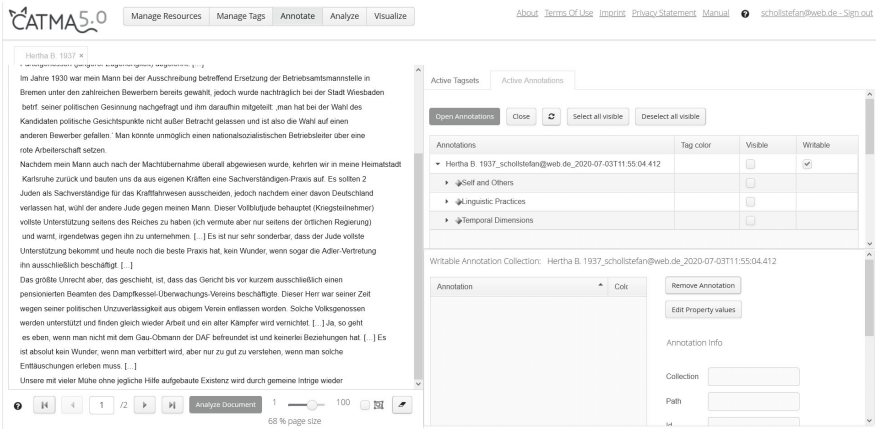 CATMA5.0
Manage Resources Manage Tags Annotate Analyze Visualize
About Terms Of Use Imprint Privacy Statement Manual schollstefan@web.de - Sign out
Hertha B. 1937 ×
Im Jahre 1930 war mein Mann bei der Ausschreibung betreffend Ersetzung der Betriebsamtsmannstelle in
Bremen unter den zahlreichen Bewerbern bereits gewählt, jedoch wurde nachträglich bei der Stadt Wiesbaden
betrf. seiner politischen Gesinnung nachgefragt und ihm daraufhin mitgeteilt: ‚man hat bei der Wahl des
Kandidaten politische Gesichtspunkte nicht außer Betracht gelassen und ist also die Wahl auf einen
anderen Bewerber gefallen.‘ Man könnte unmöglich einen nationalsozialistischen Betriebsleiter über eine
rote Arbeiterschaft setzen.
Nachdem mein Mann auch nach der Machtübernahme überall abgewiesen wurde, kehrten wir in meine Heimatstadt
Karlsruhe zurück und bauten uns da aus eigenen Kräften eine Sachverständigen-Praxis auf. Es sollten 2
Juden als Sachverständige für das Kraftfahrwesen ausscheiden, jedoch nachdem einer davon Deutschland
verlassen hat, wühl der andere Jude gegen meinen Mann. Dieser Vollblutjude behauptet (Kriegsteilnehmer)
vollste Unterstützung seitens des Reiches zu haben (ich vermute aber nur seitens der örtlichen Regierung)
und warnt, irgendetwas gegen ihn zu unternehmen. […] Es ist nur sehr sonderbar, dass der Jude vollste
Unterstützung bekommt und heute noch die beste Praxis hat, kein Wunder, wenn sogar die Adler-Vertretung
ihn ausschließlich beschäftigt. […]
Das größte Unrecht aber, das geschieht, ist, dass das Gericht bis vor kurzem ausschließlich einen
pensionierten Beamten des Dampfkessel-Überwachungs-Vereins beschäftigte. Dieser Herr war seiner Zeit
wegen seiner politischen Unzuverlässigkeit aus obigem Verein entlassen worden. Solche Volksgenossen
werden unterstützt und finden gleich wieder Arbeit und ein alter Kämpfer wird vernichtet. […] Ja, so geht
es eben, wenn man nicht mit dem Gau-Obmann der DAF befreundet ist und keinerlei Beziehungen hat. […] Es
ist absolut kein Wunder, wenn man verbittert wird, aber nur zu gut zu verstehen, wenn man solche
Enttäuschungen erleben muss. […]
Unsere mit vieler Mühe ohne jegliche Hilfe aufgebaute Existenz wird durch gemeine Intrige wieder
1 /2 Analyze Document 1 100
68 % page size
Active Tagsets Active Annotations
Open Annotations Close Select all visible Deselect all visible
Annotations Tag color Visible Writable
Hertha B. 1937_schollstefan@web.de_2020-07-03T11:55:04.412
Self and Others
Linguistic Practices
Temporal Dimensions
Writable Annotation Collection: Hertha B. 1937_schollstefan@web.de_2020-07-03T11:55:04.412
Annotation Colc
Remove Annotation
Edit Property values
Annotation Info
Collection
Path
Id